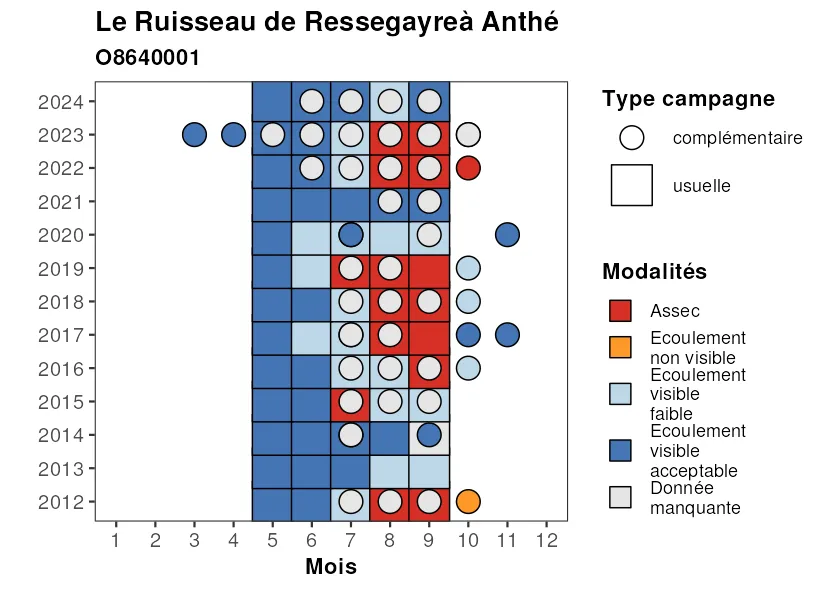 Le Ruisseau de Ressegayreà Anthé
O8640001
2024
2023
2022
2021
2020
2019
2018
2017
2016
2015
2014
2013
2012
1 2 3 4 5 6 7 8 9 10 11 12
Mois
Type campagne
complémentaire
usuelle
Modalités
Assec
Ecoulement
non visible
Ecoulement
visible
faible
Ecoulement
visible
acceptable
Donnée
manquante